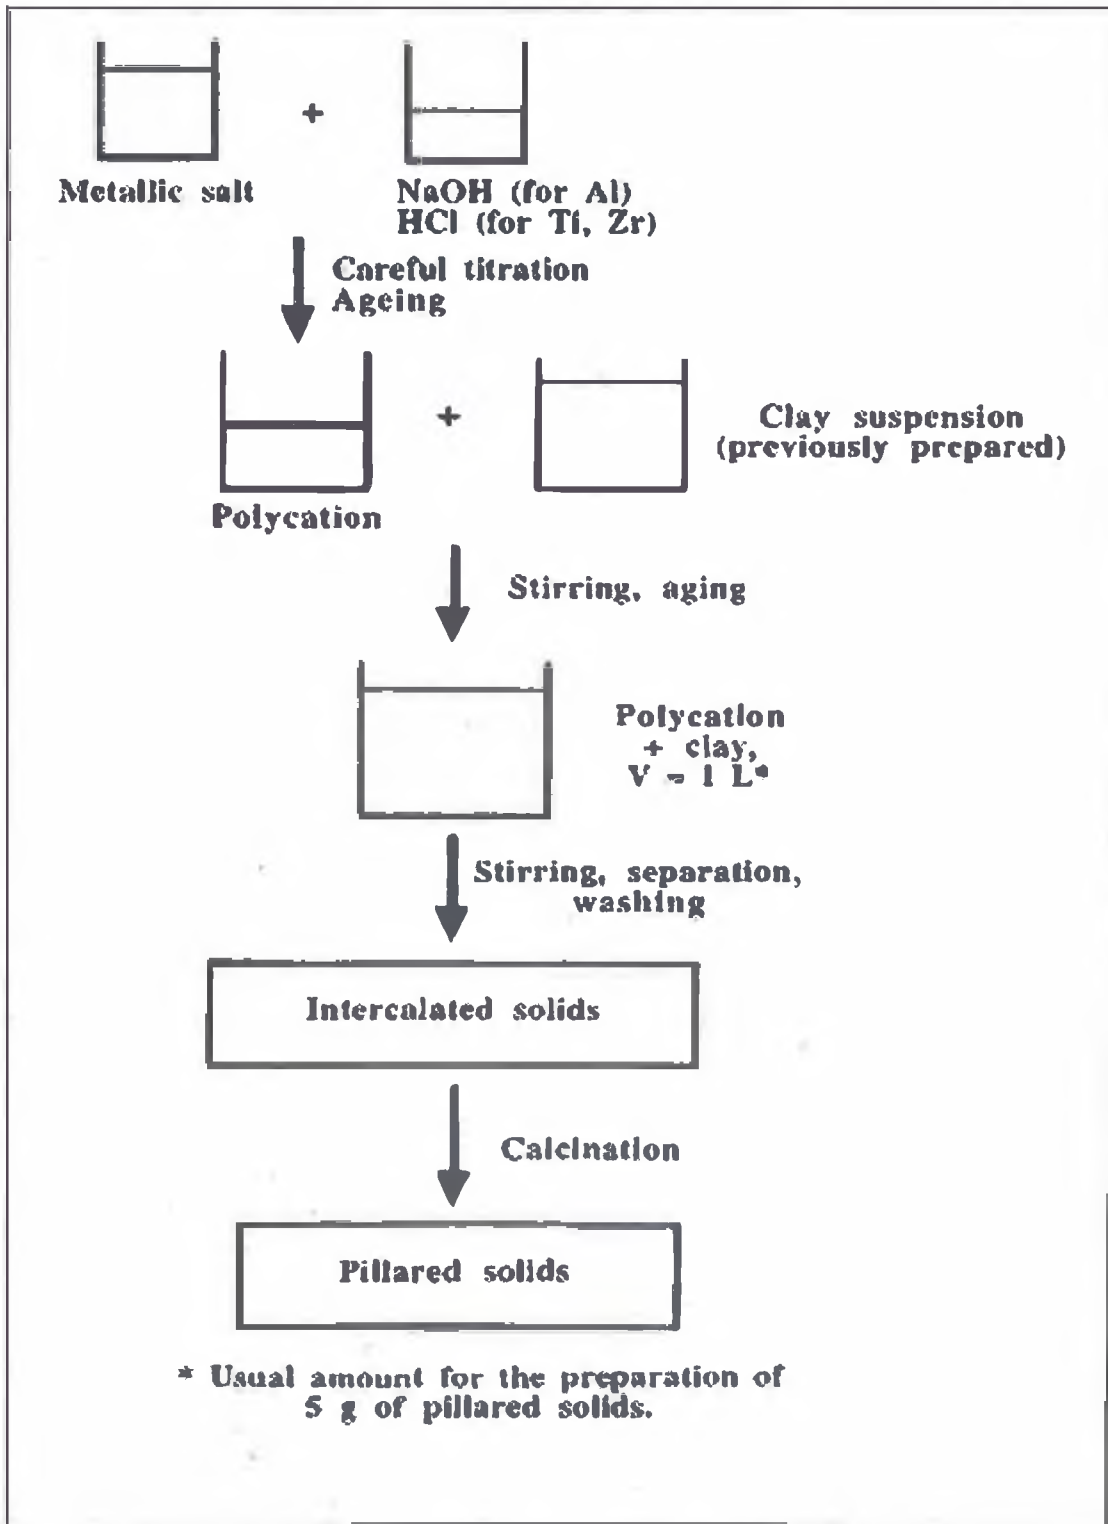 +
Metallic salt
NaOH (for Al)
HCl (for Ti, Zr)
Careful titration
Ageing
+
Clay suspension
(previously prepared)
Polycation
Stirring, aging
Polycation
+ clay,
V = 1 L*
Stirring, separation,
washing
Intercalated solids
Calcination
Pillared solids
* Usual amount for the preparation of
5 g of pillared solids.